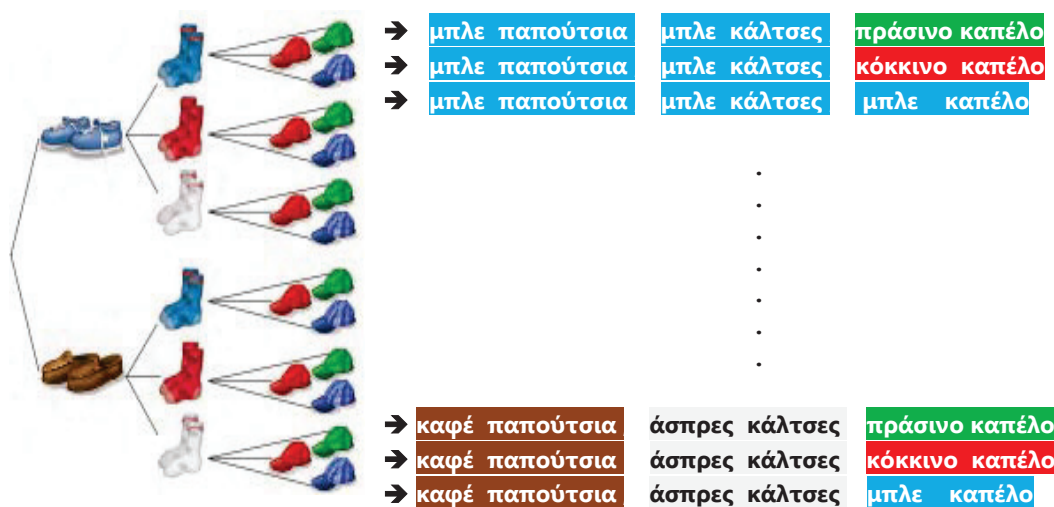 ➔ μπλε παπούτσια μπλε κάλτσες πράσινο καπέλο
➔ μπλε παπούτσια μπλε κάλτσες κόκκινο καπέλο
➔ μπλε παπούτσια μπλε κάλτσες μπλε καπέλο
.
.
.
.
.
.
.
➔ καφέ παπούτσια άσπρες κάλτσες πράσινο καπέλο
➔ καφέ παπούτσια άσπρες κάλτσες κόκκινο καπέλο
➔ καφέ παπούτσια άσπρες κάλτσες μπλε καπέλο